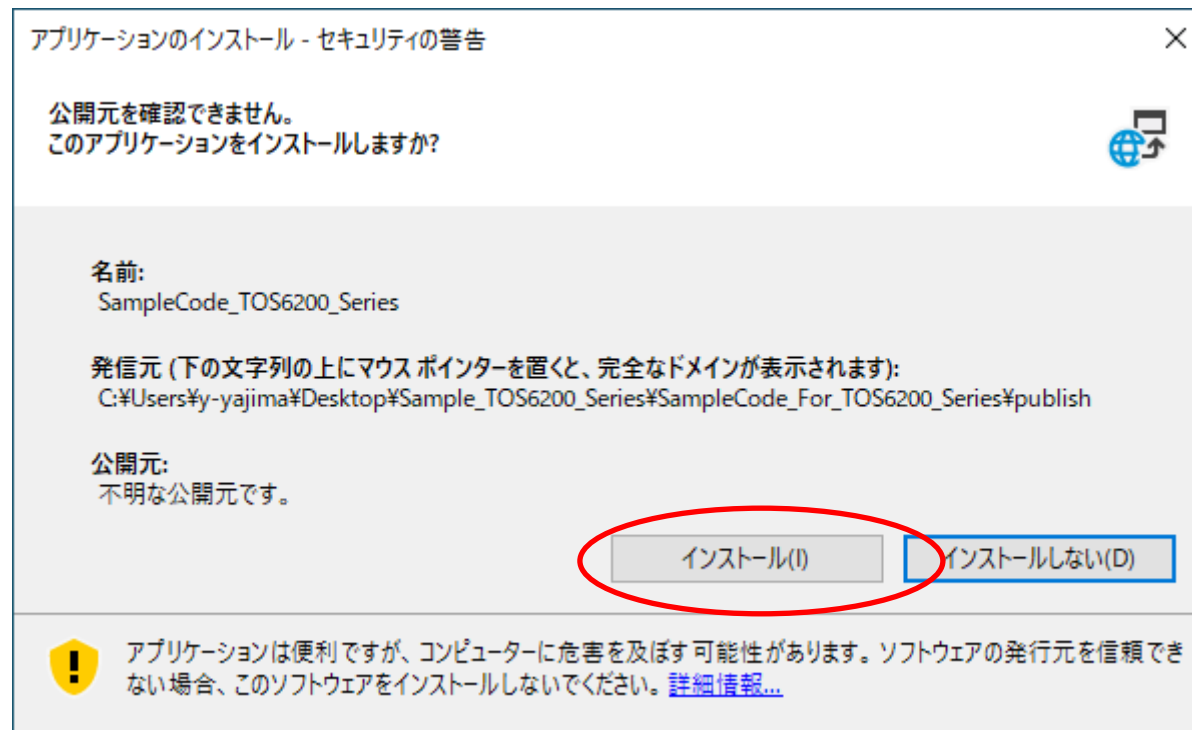 アプリケーションのインストール - セキュリティの警告
公開元を確認できません。
このアプリケーションをインストールしますか?
名前:
SampleCode_TOS6200_Series
発信元 (下の文字列の上にマウス ポインターを置くと、完全なドメインが表示されます):
C:¥Users¥y-yajima¥Desktop¥Sample_TOS6200_Series¥SampleCode_For_TOS6200_Series¥publish
公開元:
不明な公開元です。
インストール(I)
インストールしない(D)
アプリケーションは便利ですが、コンピューターに危害を及ぼす可能性があります。ソフトウェアの発行元を信頼でき
ない場合、このソフトウェアをインストールしないでください。詳細情報...